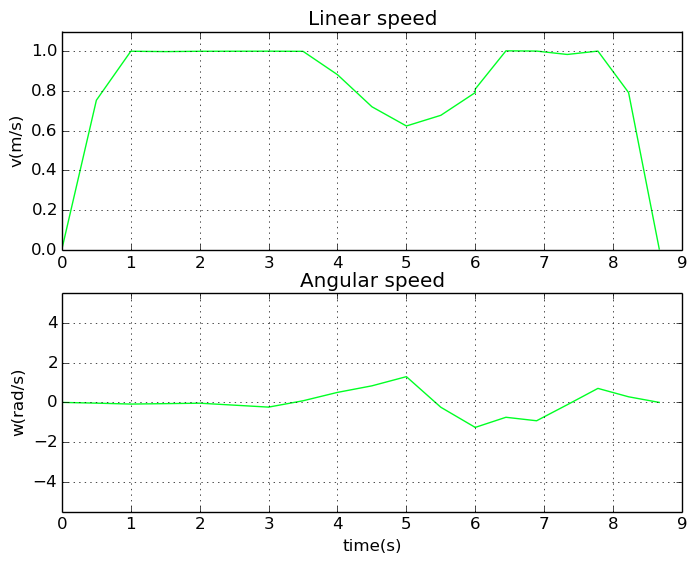 Linear speed
1.0
0.8
0.6
0.4
0.2
0.0
v(m/s)
0 1 2 3 4 5 6 7 8 9
Angular speed
4
2
0
−2
−4
w(rad/s)
0 1 2 3 4 5 6 7 8 9
time(s)